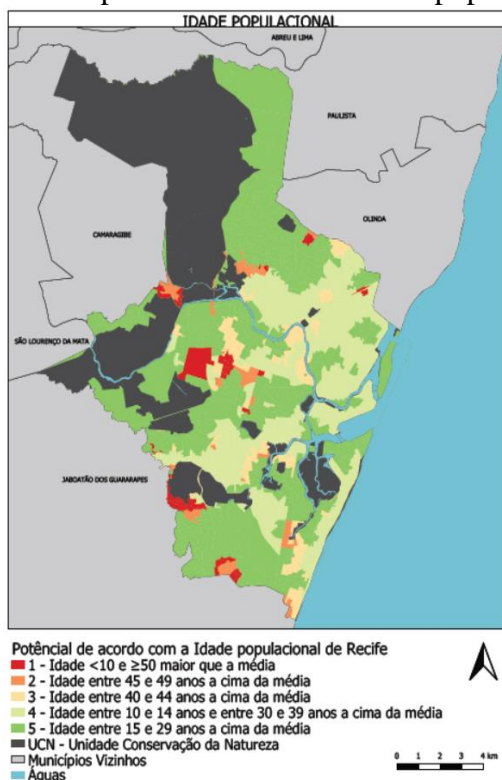 IDADE POPULACIONAL
ABREU E LIMA
PAULISTA
OLINDA
CAMARAGIBE
SÃO LOURENÇO DA MATA
JABOATÃO DOS GUARARAPES
Potêncial de acordo com a Idade populacional de Recife
1 - Idade <10 e ≥50 maior que a média
2 - Idade entre 45 e 49 anos a cima da média
3 - Idade entre 40 e 44 anos a cima da média
4 - Idade entre 10 e 14 anos e entre 30 e 39 anos a cima da média
5 - Idade entre 15 e 29 anos a cima da média
UCN - Unidade Conservação da Natureza
Municípios Vizinhos
Águas
0 1 2 3 4 km